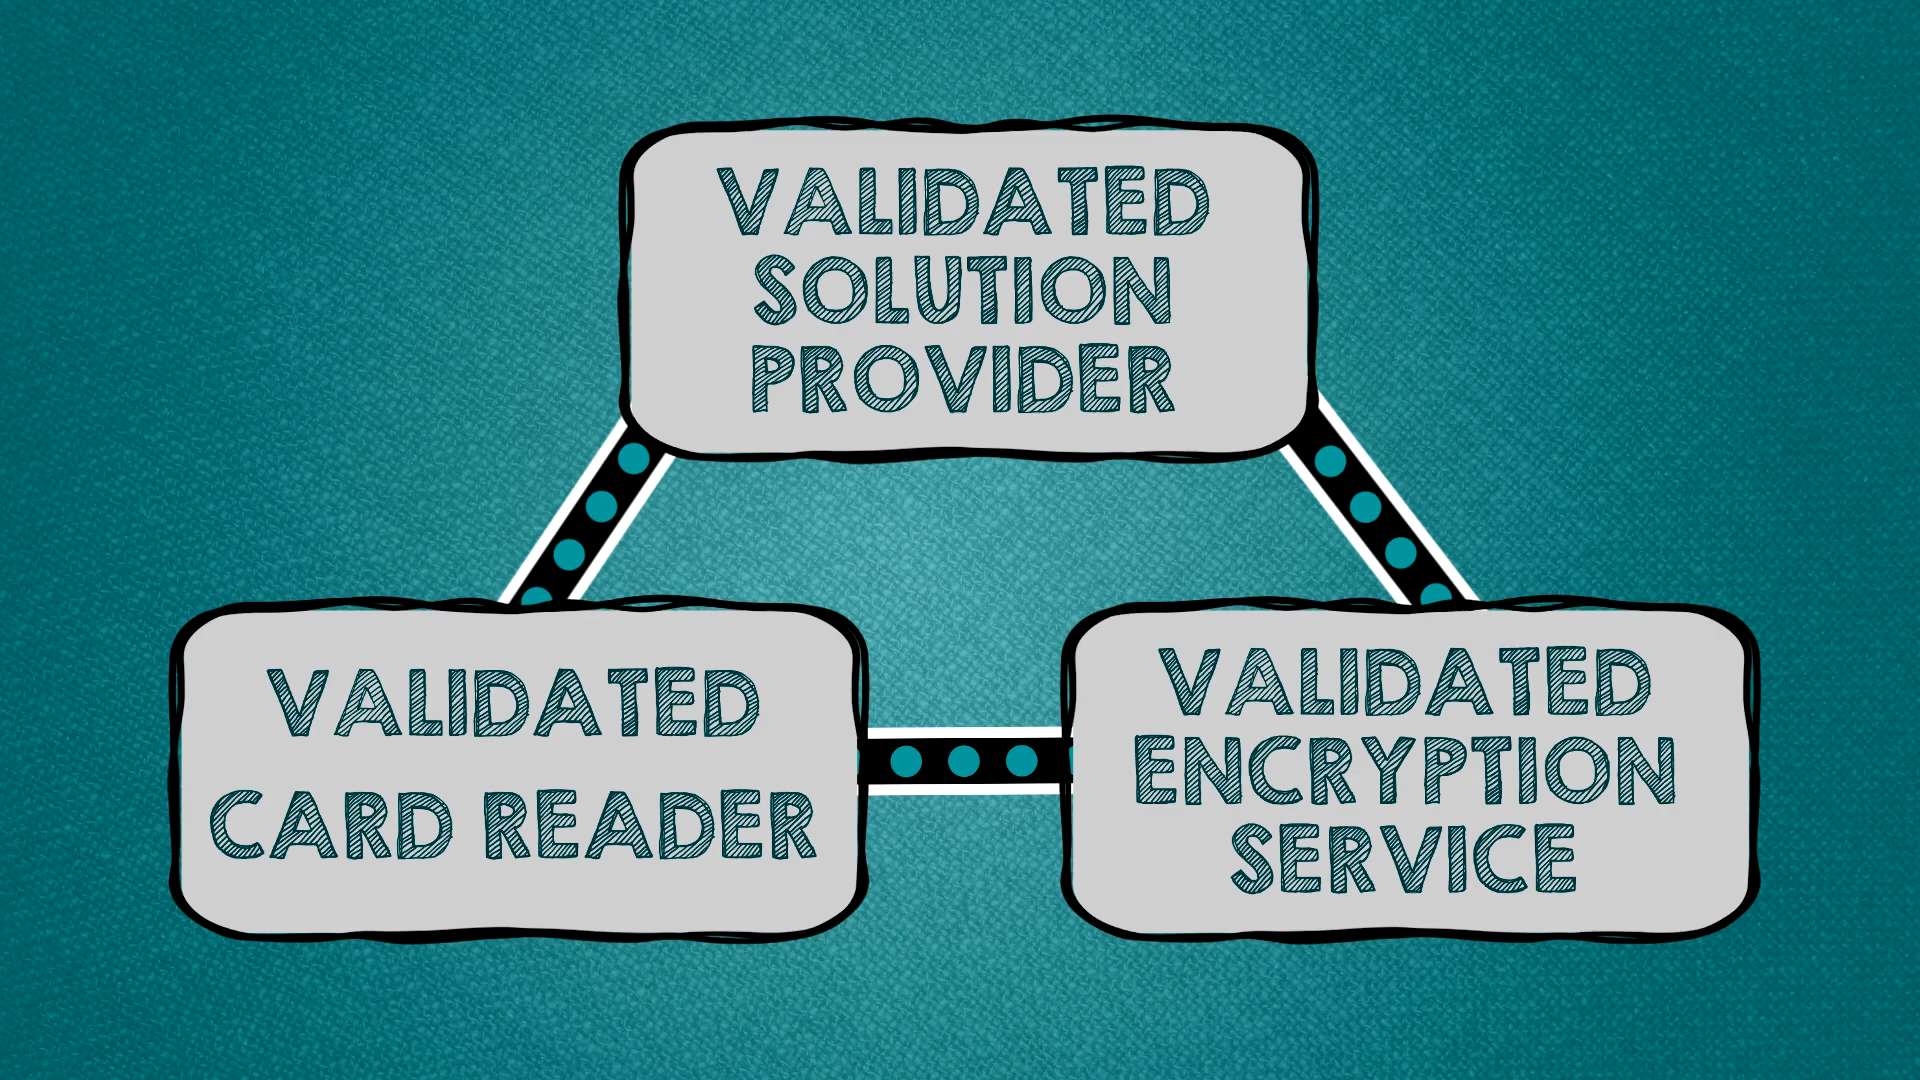 VALIDATED
SOLUTION
PROVIDER
VALIDATED
CARD READER
VALIDATED
ENCRYPTION
SERVICE